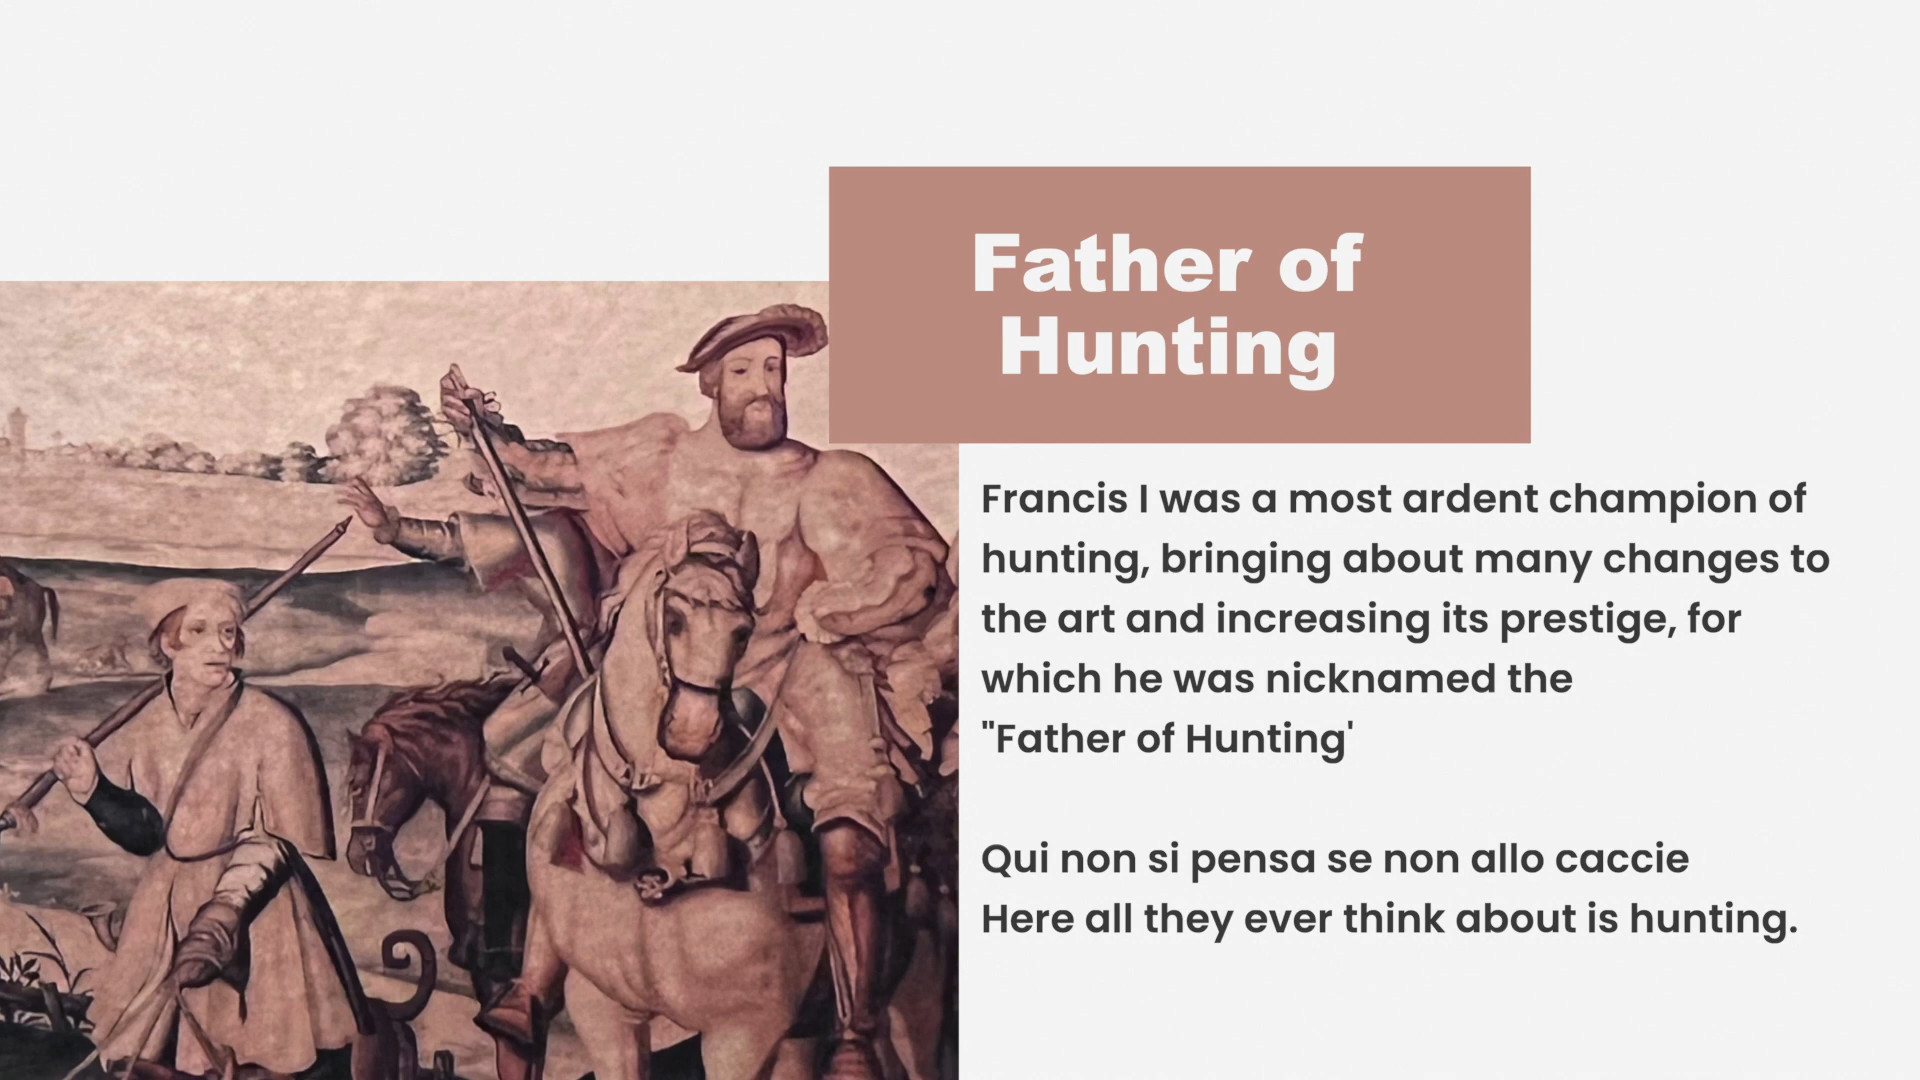 Father of
Hunting
Francis I was a most ardent champion of
hunting, bringing about many changes to
the art and increasing its prestige, for
which he was nicknamed the
"Father of Hunting'
Qui non si pensa se non allo caccie
Here all they ever think about is hunting.